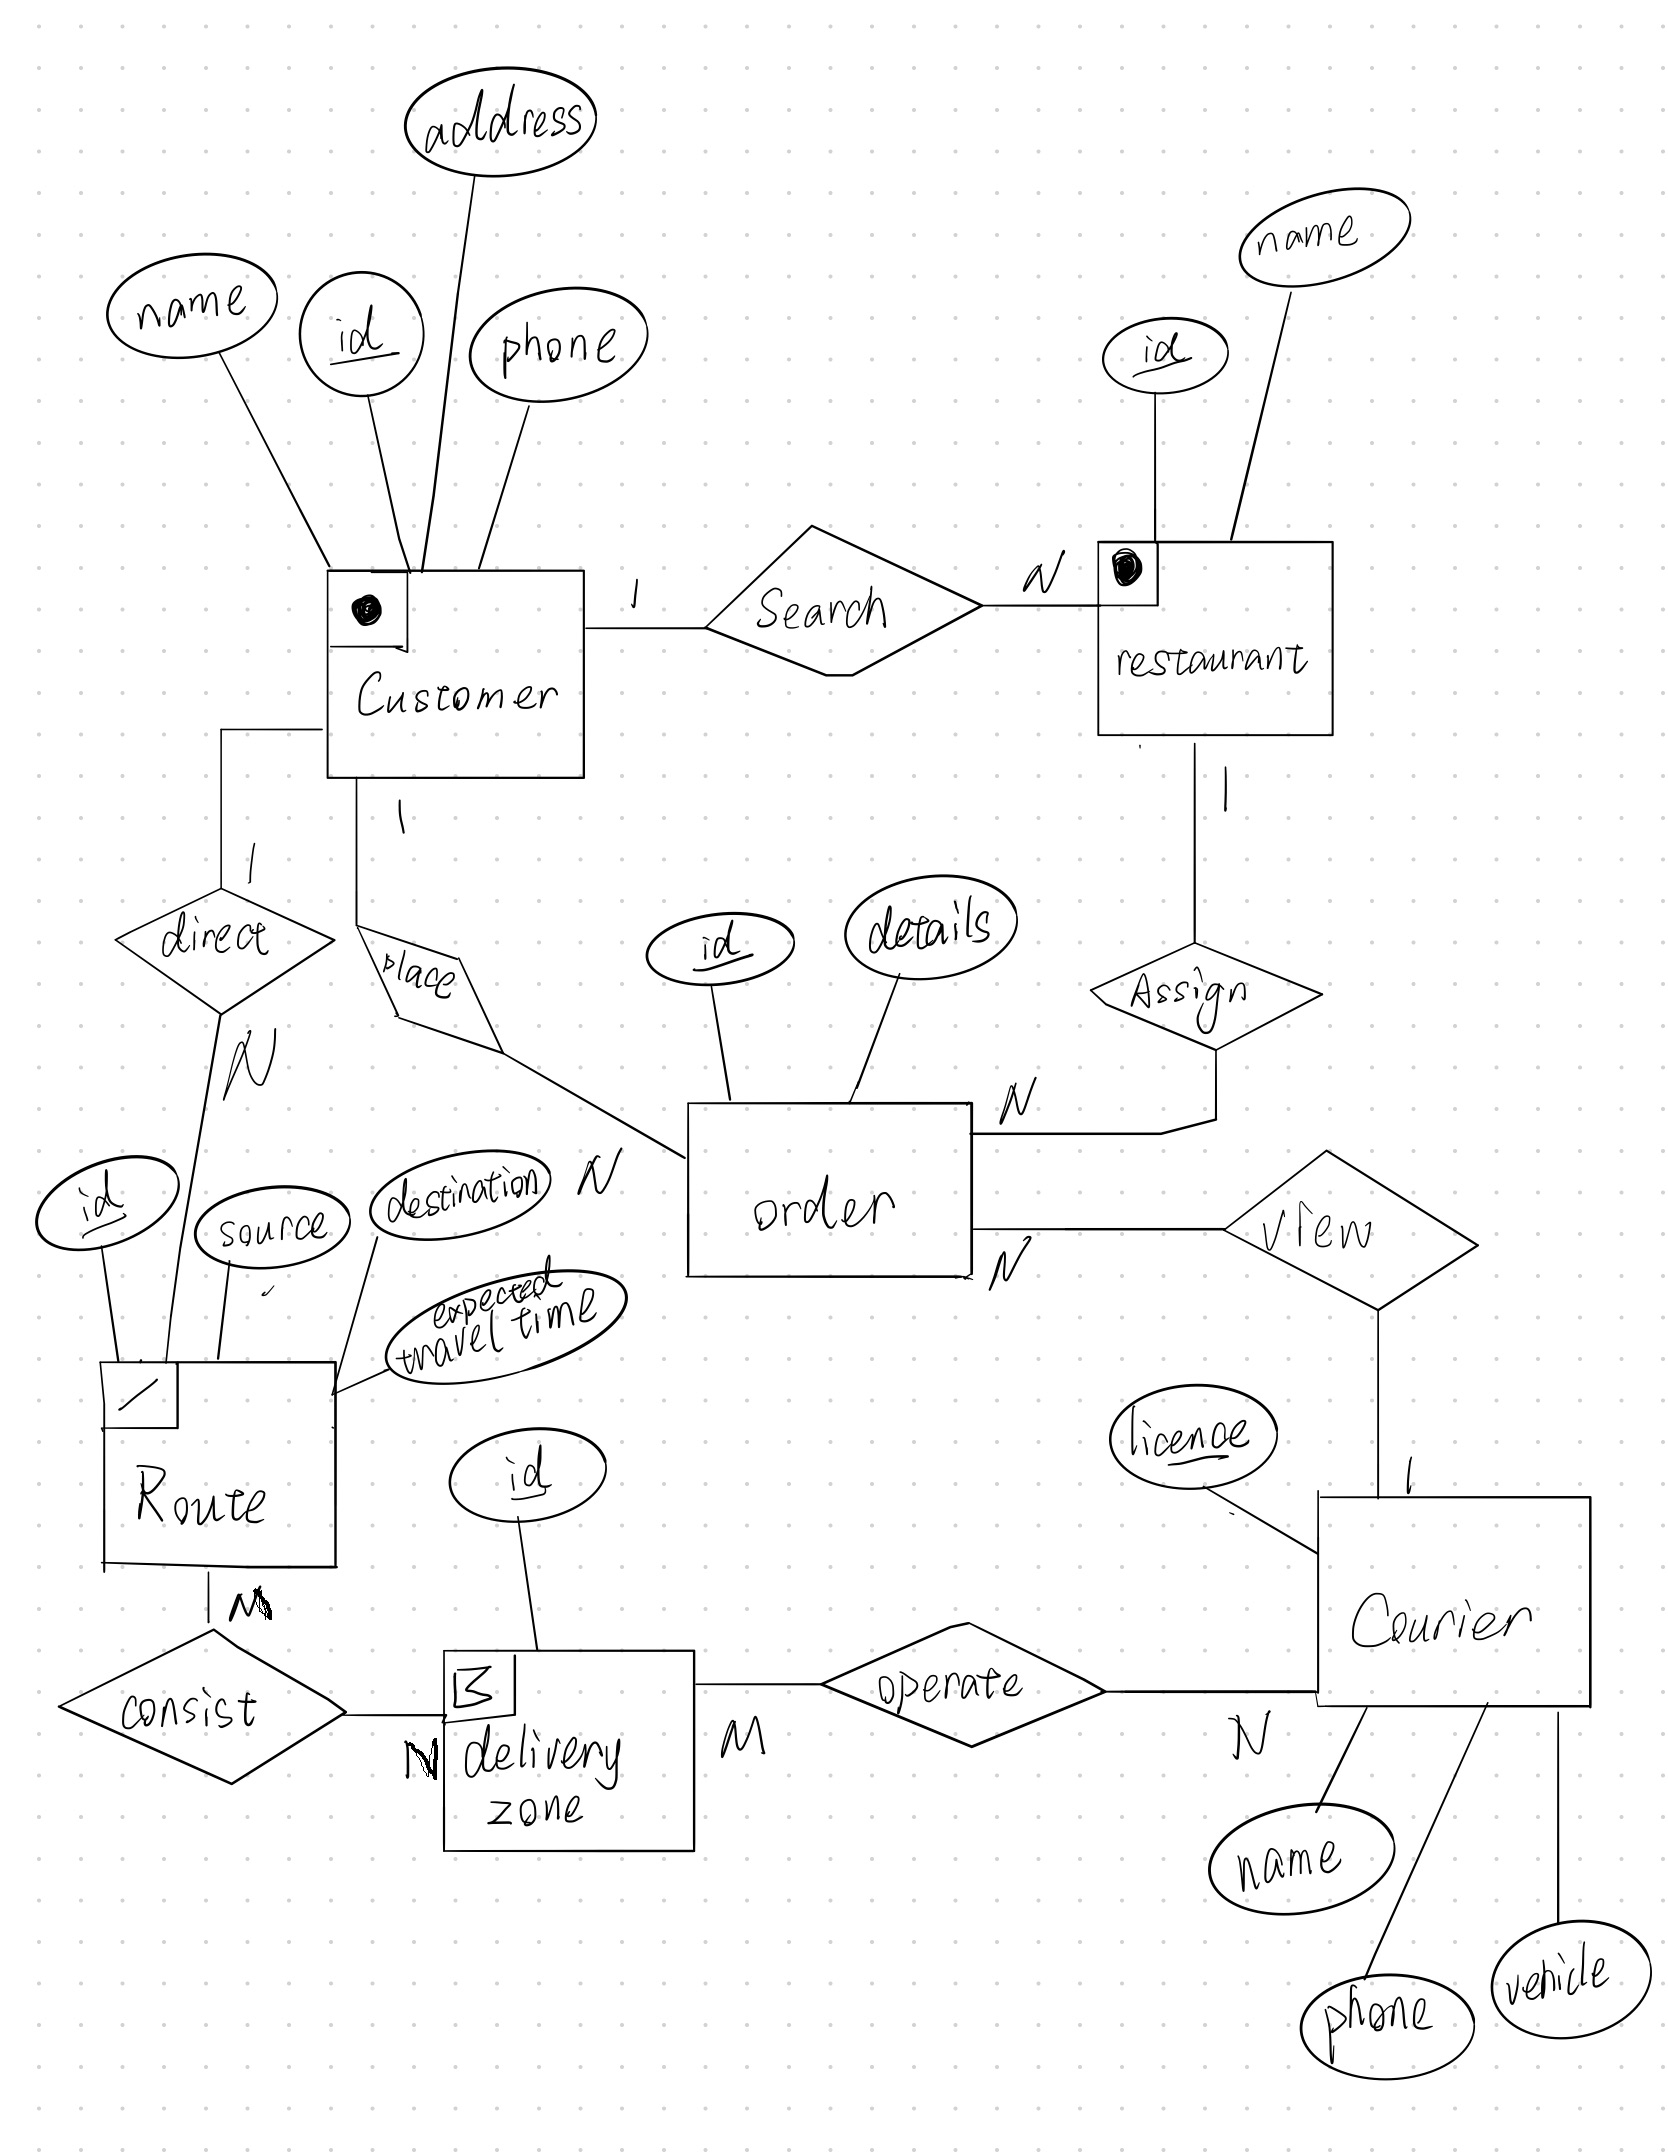 address
name
name
id
phone
id
Search
1
N
Customer
restaurant
1
1
1
direct
place
id
details
Assign
N
N
id
source
destination
N
order
view
N
expected
travel time
licence
1
Route
id
M
Courier
consist
operate
N
delivery
zone
M
N
name
phone
vehicle